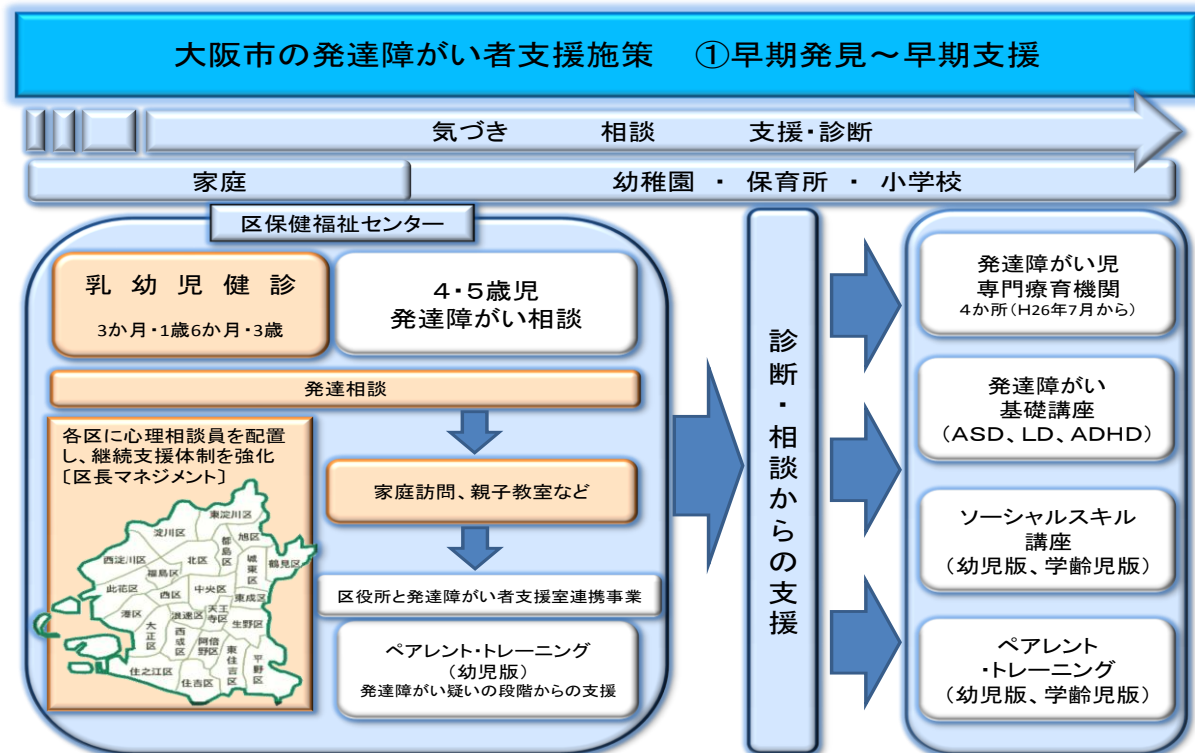 大阪市の発達障がい者支援施策　①早期発見～早期支援
気づき　相談　支援・診断
家庭
幼稚園 ・ 保育所 ・ 小学校
区保健福祉センター
乳幼児健診
3か月・1歳6か月・3歳
4・5歳児
発達障がい相談
発達相談
各区に心理相談員を配置
し、継続支援体制を強化
〔区長マネジメント〕
東淀川区
淀川区
旭区
都島区
西淀川区
北区
城東区
鶴見区
福島区
此花区
西区
中央区
東成区
港区
大正区
浪速区
天王寺区
生野区
西成区
阿倍野区
東住吉区
平野区
住之江区
住吉区
家庭訪問、親子教室など
区役所と発達障がい者支援室連携事業
ペアレント・トレーニング
(幼児版)
発達障がい疑いの段階からの支援
診断・相談からの支援
発達障がい児
専門療育機関
4か所(H26年7月から)
発達障がい
基礎講座
(ASD、LD、ADHD)
ソーシャルスキル
講座
(幼児版、学齢児版)
ペアレント
・トレーニング
(幼児版、学齢児版)